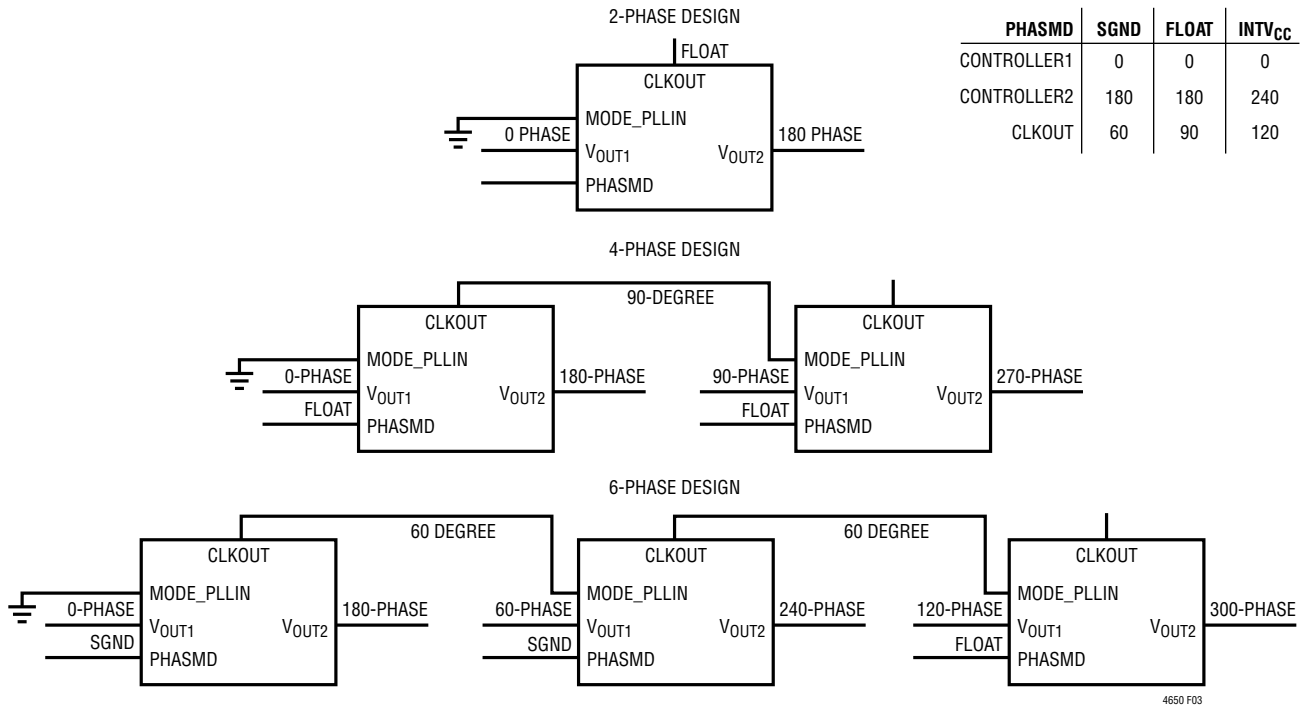 2-PHASE DESIGN
FLOAT
CLKOUT
MODE_PLLIN
0 PHASE
VOUT1
VOUT2
180 PHASE
PHASMD
PHASMD SGND FLOAT INTVCC
CONTROLLER1 0 0 0
CONTROLLER2 180 180 240
CLKOUT 60 90 120
4-PHASE DESIGN
90-DEGREE
CLKOUT
MODE_PLLIN
0-PHASE
VOUT1
VOUT2
180-PHASE
FLOAT
PHASMD
CLKOUT
MODE_PLLIN
90-PHASE
VOUT1
VOUT2
270-PHASE
FLOAT
PHASMD
6-PHASE DESIGN
60 DEGREE
60 DEGREE
CLKOUT
MODE_PLLIN
0-PHASE
VOUT1
VOUT2
180-PHASE
SGND
PHASMD
CLKOUT
MODE_PLLIN
60-PHASE
VOUT1
VOUT2
240-PHASE
SGND
PHASMD
CLKOUT
MODE_PLLIN
120-PHASE
VOUT1
VOUT2
300-PHASE
FLOAT
PHASMD
4650 F03